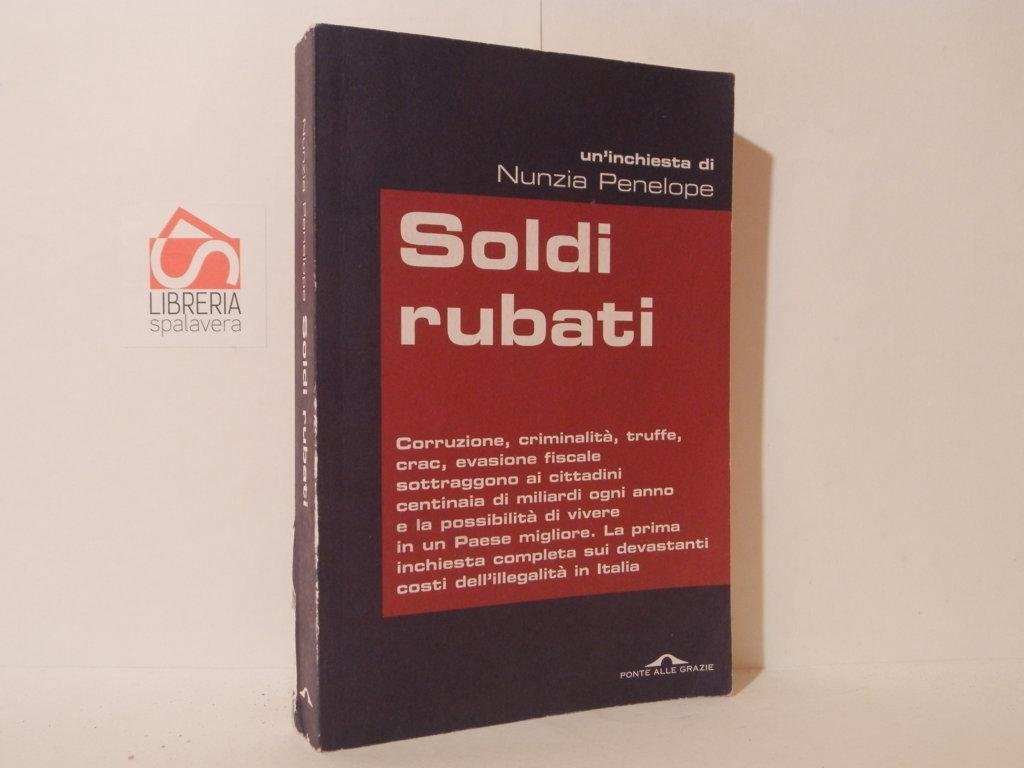 un'inchiesta di
Nunzia Penelope
Soldi
rubati
Corruzione, criminalità, truffe,
crac, evasione fiscale
sottraggono ai cittadini
centinaia di miliardi ogni anno
e la possibilità di vivere
in un Paese migliore. La prima
inchiesta completa sui devastanti
costi dell'illegalità in Italia
PONTE ALLE GRAZIE
Nunzia Penelope Soldi rubati
LIBRERIA
spalavera